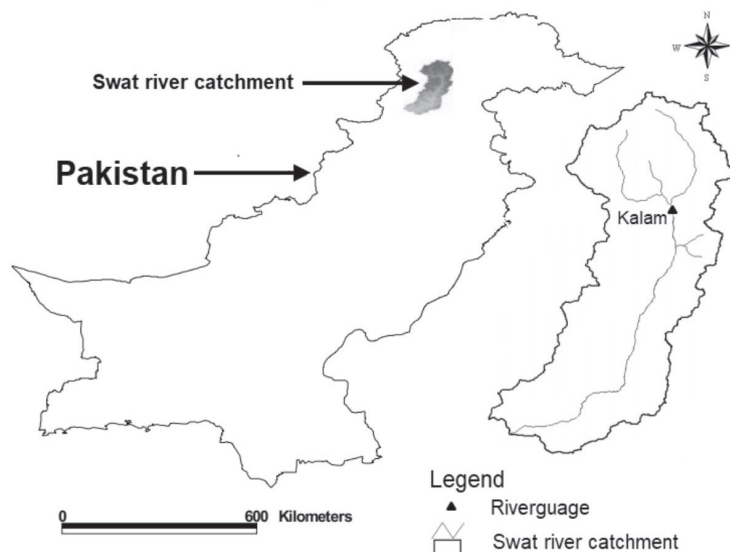 N
W
S
Swat river catchment
Pakistan
Kalam
Legend
Riverguage
Swat river catchment
0 600 Kilometers